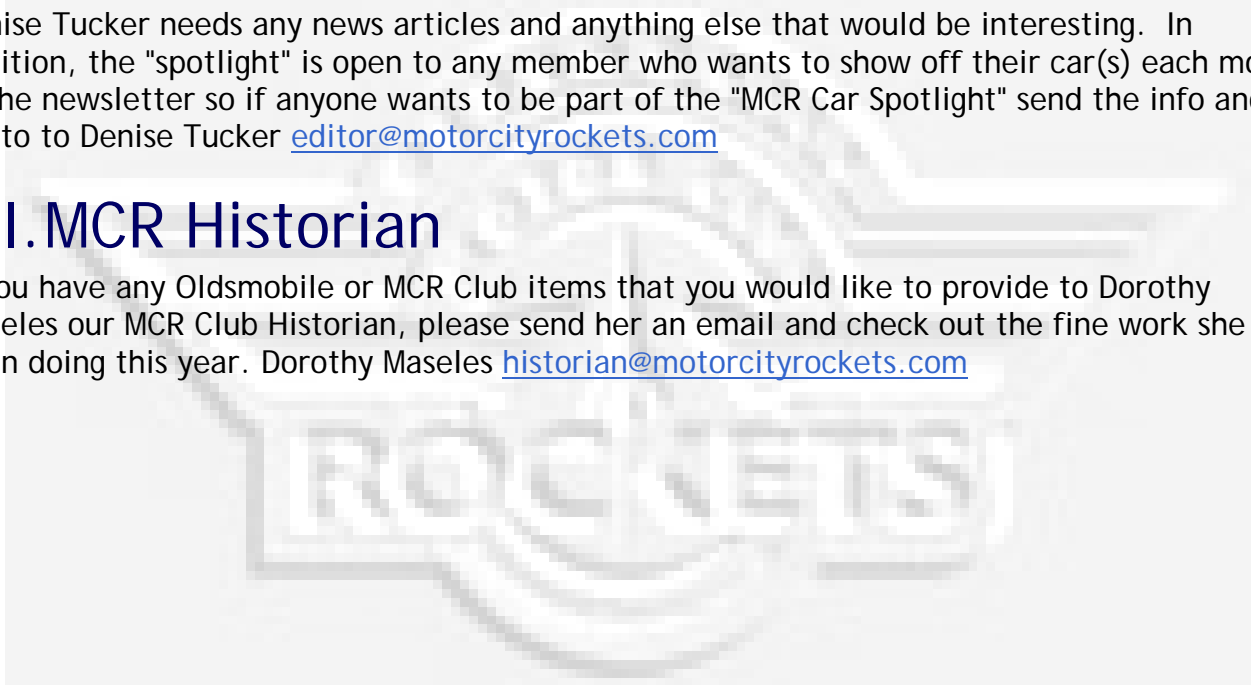 ise Tucker needs any news articles and anything else that would be interesting. In
ition, the "spotlight" is open to any member who wants to show off their car(s) each mo
he newsletter so if anyone wants to be part of the "MCR Car Spotlight" send the info an
to to Denise Tucker editor@motorcityrockets.com
I.MCR Historian
ou have any Oldsmobile or MCR Club items that you would like to provide to Dorothy
eles our MCR Club Historian, please send her an email and check out the fine work she
n doing this year. Dorothy Maseles historian@motorcityrockets.com
ROCKETS